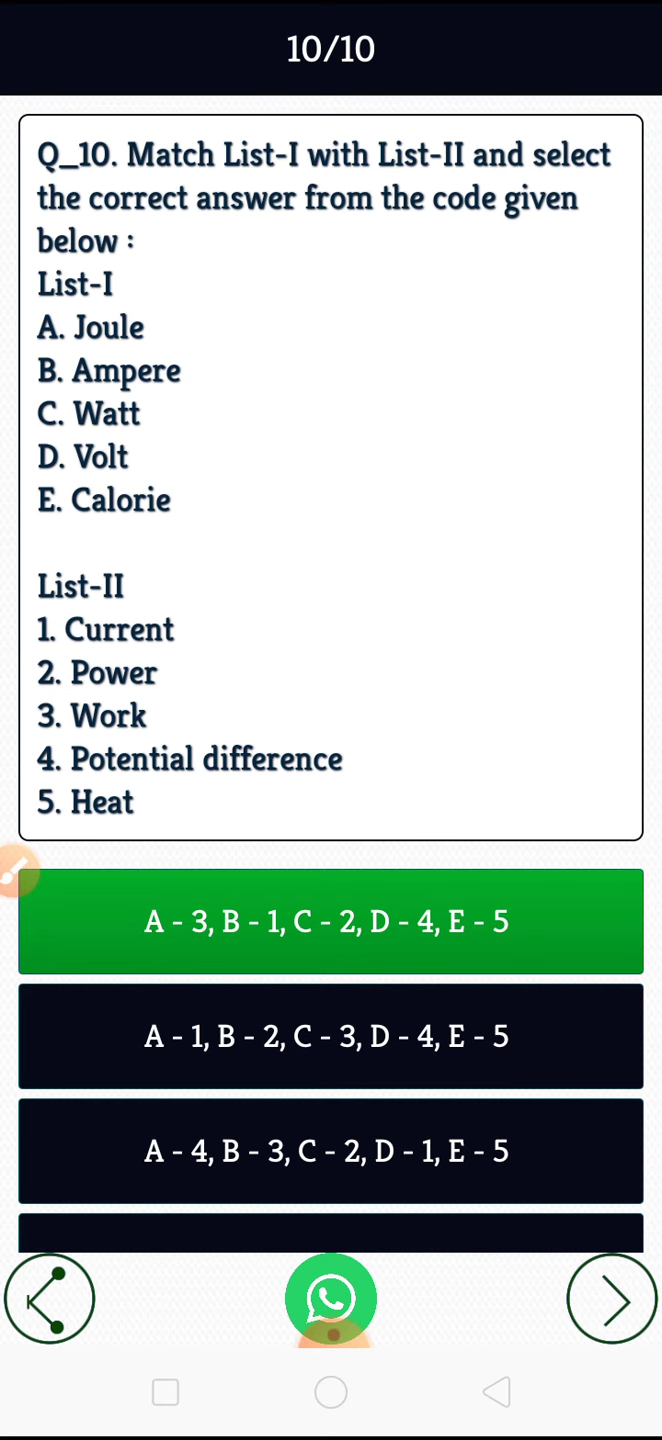 10/10
Q_10. Match List-I with List-II and select
the correct answer from the code given
below :
List-I
A. Joule
B. Ampere
C. Watt
D. Volt
E. Calorie
List-II
1. Current
2. Power
3. Work
4. Potential difference
5. Heat
A - 3, B - 1, C - 2, D - 4, E - 5
A - 1, B - 2, C - 3, D - 4, E - 5
A - 4, B - 3, C - 2, D - 1, E - 5